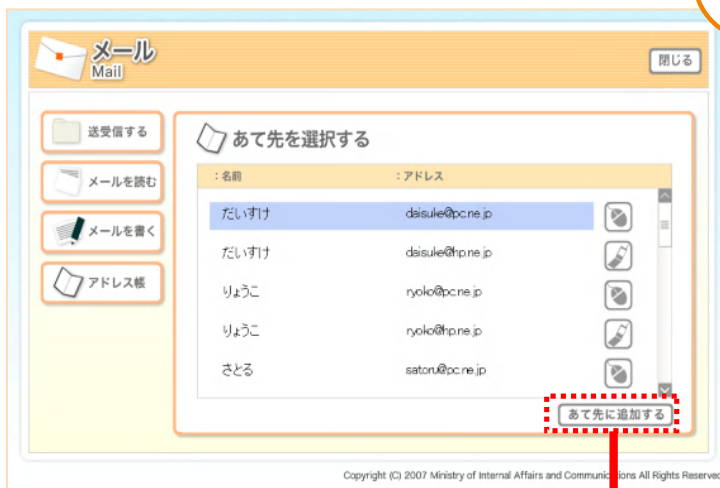 メール
Mail
閉じる
送受信する
メールを読む
メールを書く
アドレス帳
あて先を選択する
:名前 :アドレス
だいすけ daisuke@pc.ne.jp
だいすけ daisuke@hp.ne.jp
りょうこ ryoko@pc.ne.jp
りょうこ ryoko@hp.ne.jp
さとる satoru@pc.ne.jp
あて先に追加する
Copyright (C) 2007 Ministry of Internal Affairs and Communications All Rights Reserved